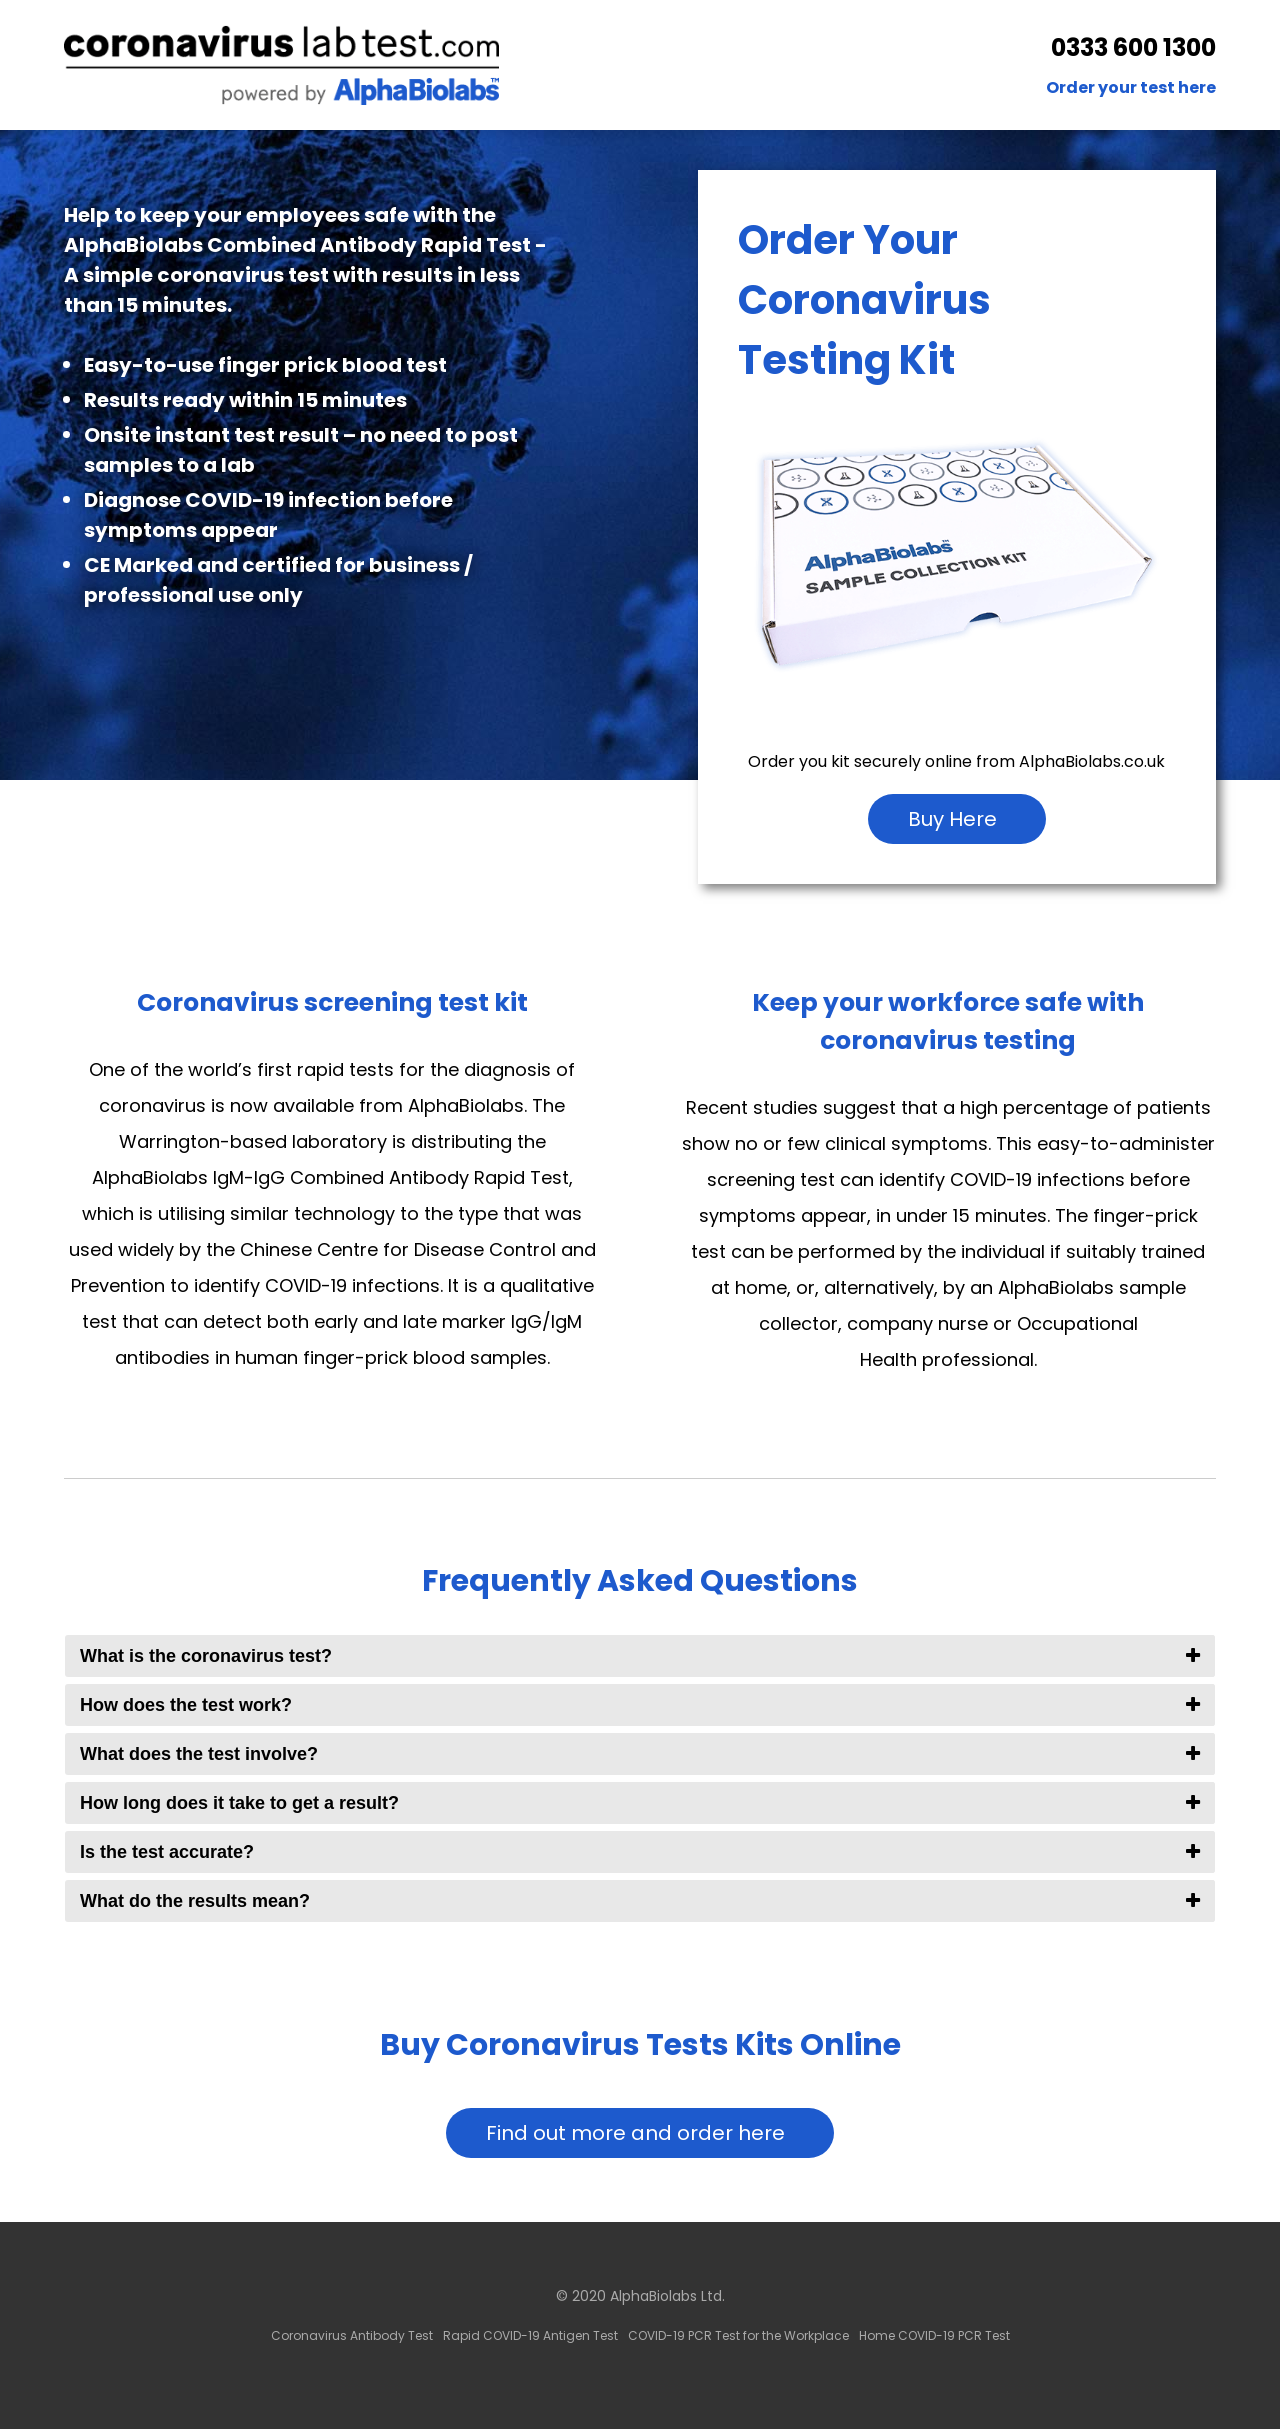 coronavirus lab test.com
powered by AlphaBiolabs™
0333 600 1300
Order your test here
Help to keep your employees safe with the
AlphaBiolabs Combined Antibody Rapid Test -
A simple coronavirus test with results in less
than 15 minutes.
• Easy-to-use finger prick blood test
• Results ready within 15 minutes
• Onsite instant test result – no need to post
samples to a lab
• Diagnose COVID-19 infection before
symptoms appear
• CE Marked and certified for business /
professional use only
Order Your
Coronavirus
Testing Kit
AlphaBiolabs™
SAMPLE COLLECTION KIT
Order you kit securely online from AlphaBiolabs.co.uk
Buy Here
Coronavirus screening test kit
One of the world’s first rapid tests for the diagnosis of
coronavirus is now available from AlphaBiolabs. The
Warrington-based laboratory is distributing the
AlphaBiolabs IgM-IgG Combined Antibody Rapid Test,
which is utilising similar technology to the type that was
used widely by the Chinese Centre for Disease Control and
Prevention to identify COVID-19 infections. It is a qualitative
test that can detect both early and late marker IgG/IgM
antibodies in human finger-prick blood samples.
Keep your workforce safe with
coronavirus testing
Recent studies suggest that a high percentage of patients
show no or few clinical symptoms. This easy-to-administer
screening test can identify COVID-19 infections before
symptoms appear, in under 15 minutes. The finger-prick
test can be performed by the individual if suitably trained
at home, or, alternatively, by an AlphaBiolabs sample
collector, company nurse or Occupational
Health professional.
Frequently Asked Questions
What is the coronavirus test?
How does the test work?
What does the test involve?
How long does it take to get a result?
Is the test accurate?
What do the results mean?
Buy Coronavirus Tests Kits Online
Find out more and order here
© 2020 AlphaBiolabs Ltd.
Coronavirus Antibody Test Rapid COVID-19 Antigen Test COVID-19 PCR Test for the Workplace Home COVID-19 PCR Test